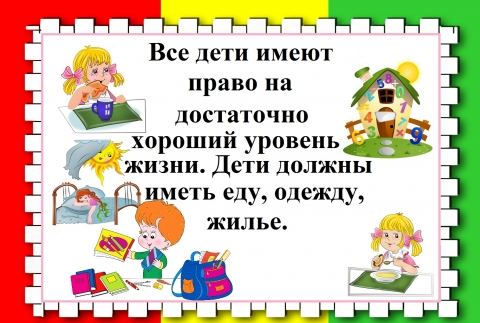 Все дети имеют
право на
достаточно
хороший уровень
жизни. Дети должны
иметь еду, одежду,
жилье.